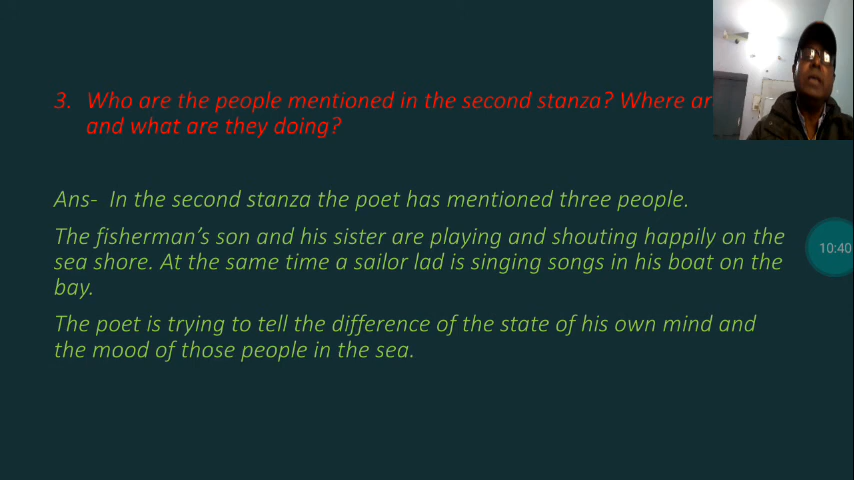 3. Who are the people mentioned in the second stanza? Where ar
and what are they doing?
Ans- In the second stanza the poet has mentioned three people.
The fisherman's son and his sister are playing and shouting happily on the
sea shore. At the same time a sailor lad is singing songs in his boat on the
bay.
The poet is trying to tell the difference of the state of his own mind and
the mood of those people in the sea.
10:40